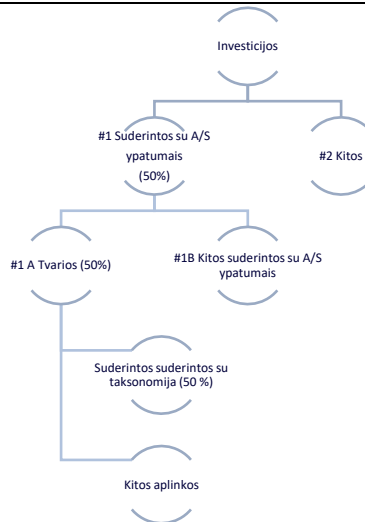 Investicijos
#1 Suderintos su A/S
ypatumais
(50%)
#2 Kitos
#1 A Tvarios (50%)
#1B Kitos suderintos su A/S
ypatumais
Suderintos suderintos su
taksonomija (50 %)
Kitos aplinkos